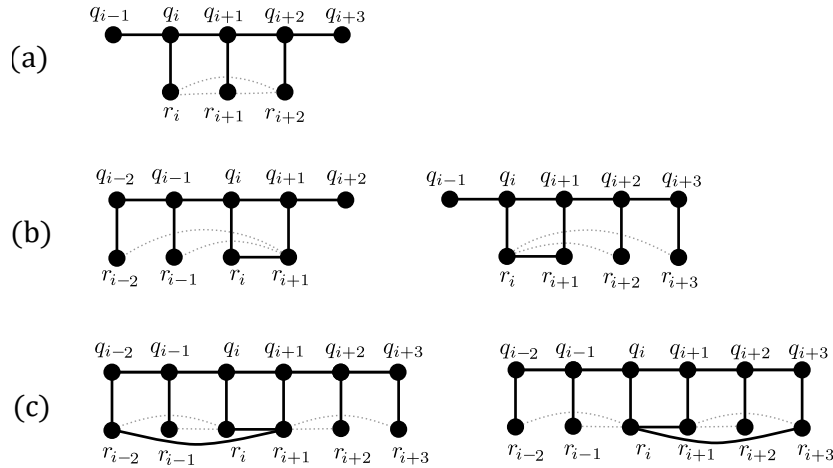 q_{i-1} q_i q_{i+1} q_{i+2} q_{i+3}
(a)
r_i r_{i+1} r_{i+2}
q_{i-2} q_{i-1} q_i q_{i+1} q_{i+2} q_{i-1} q_i q_{i+1} q_{i+2} q_{i+3}
(b)
r_{i-2} r_{i-1} r_i r_{i+1} r_i r_{i+1} r_{i+2} r_{i+3}
q_{i-2} q_{i-1} q_i q_{i+1} q_{i+2} q_{i+3} q_{i-2} q_{i-1} q_i q_{i+1} q_{i+2} q_{i+3}
(c)
r_{i-2} r_{i-1} r_i r_{i+1} r_{i+2} r_{i+3} r_{i-2} r_{i-1} r_i r_{i+1} r_{i+2} r_{i+3}